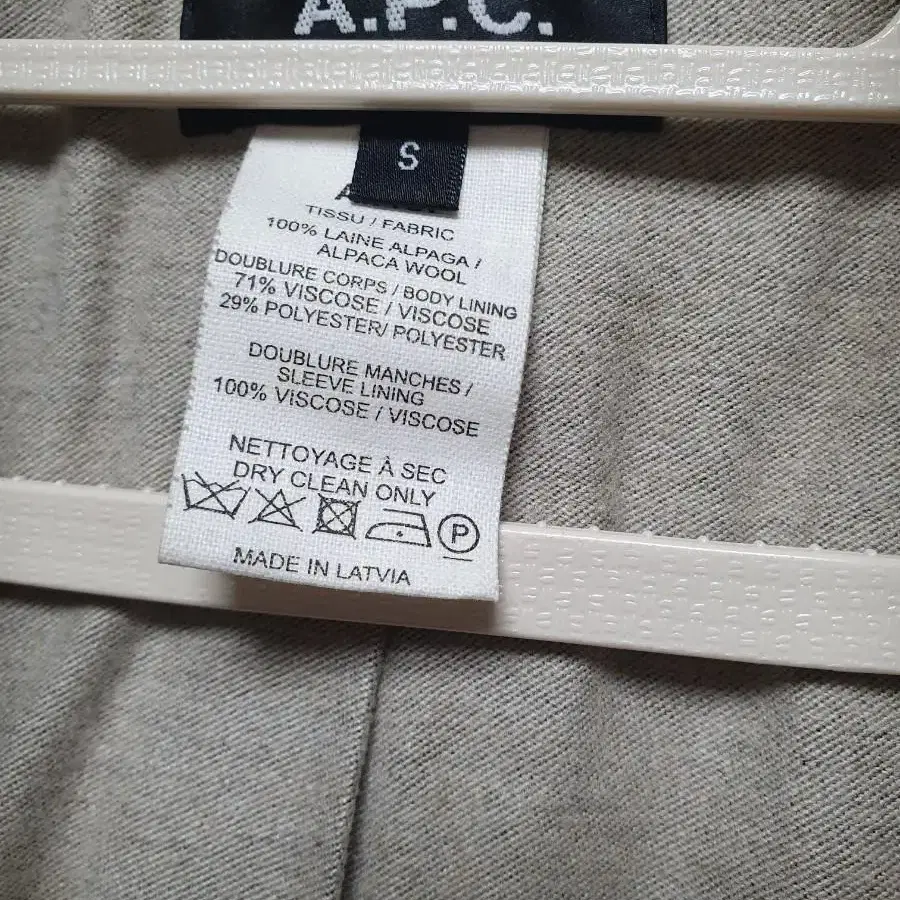 A.P.C.
S
TISSU / FABRIC
100% LAINE ALPAGA /
ALPACA WOOL
DOUBLURE CORPS / BODY LINING
71% VISCOSE / VISCOSE
29% POLYESTER/ POLYESTER
DOUBLURE MANCHES /
SLEEVE LINING
100% VISCOSE / VISCOSE
NETTOYAGE À SEC
DRY CLEAN ONLY
P
MADE IN LATVIA